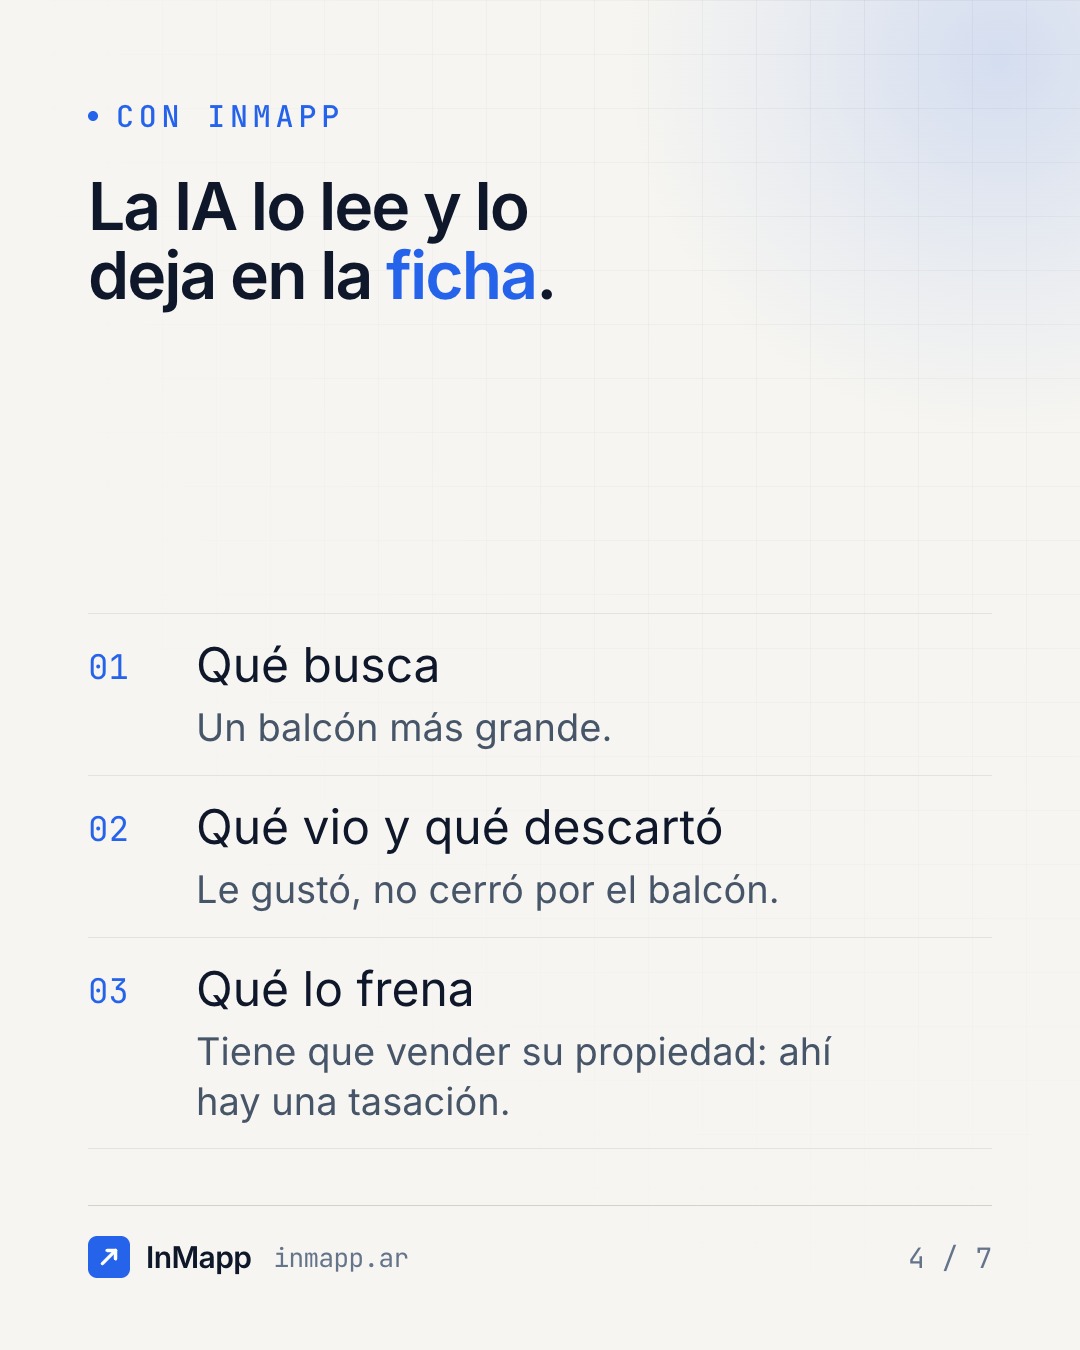 CON INMAPP
La IA lo lee y lo
deja en la ficha.
01
Qué busca
Un balcón más grande.
02
Qué vio y qué descartó
Le gustó, no cerró por el balcón.
03
Qué lo frena
Tiene que vender su propiedad: ahí
hay una tasación.
InMapp inmapp.ar
4 / 7